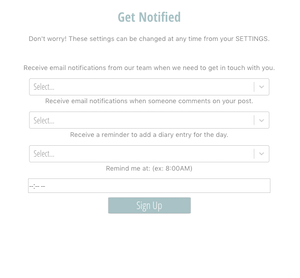 Get Notified
Don't worry! These settings can be changed at any time from your SETTINGS.
Receive email notifications from our team when we need to get in touch with you.
Select...
Receive email notifications when someone comments on your post.
Select...
Receive a reminder to add a diary entry for the day.
Select...
Remind me at: (ex: 8:00AM)
--:-- --
Sign Up